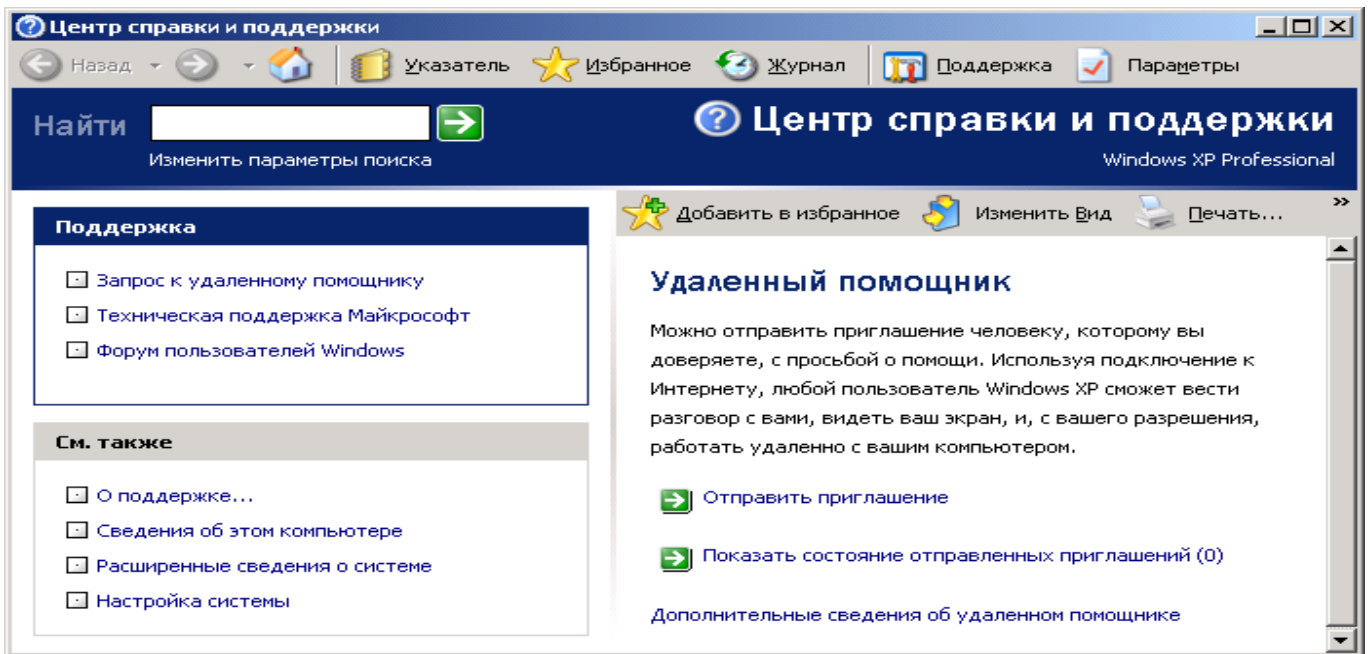 Центр справки и поддержки
Назад Указатель Избранное Журнал Поддержка Параметры
Найти
Изменить параметры поиска
Центр справки и поддержки
Windows XP Professional
Поддержка
Запрос к удаленному помощнику
Техническая поддержка Майкрософт
Форум пользователей Windows
См. также
О поддержке...
Сведения об этом компьютере
Расширенные сведения о системе
Настройка системы
Добавить в избранное Изменить Вид Печать... »
Удаленный помощник
Можно отправить приглашение человеку, которому вы
доверяете, с просьбой о помощи. Используя подключение к
Интернету, любой пользователь Windows XP сможет вести
разговор с вами, видеть ваш экран, и, с вашего разрешения,
работать удаленно с вашим компьютером.
Отправить приглашение
Показать состояние отправленных приглашений (0)
Дополнительные сведения об удаленном помощнике